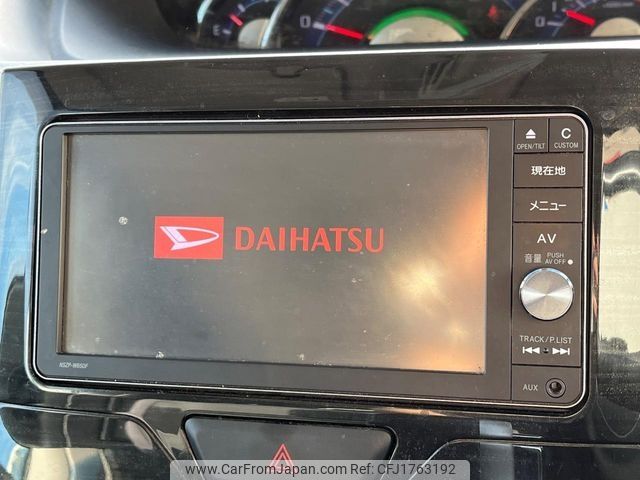 E
F
0
OPEN/TILT
C
CUSTOM
現在地
メニュー
AV
音量
PUSH
AV OFF
DAIHATSU
TRACK/P.LIST
AUX
NSZP-W65DF
www.CarFromJapan.com - CFJ1763192